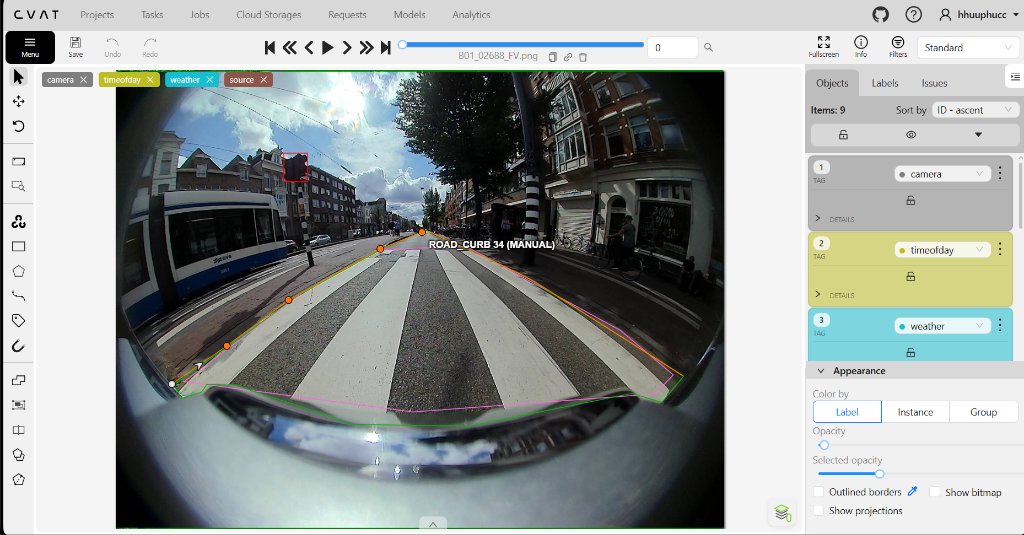 CVAT Projects Tasks Jobs Cloud Storages Requests Models Analytics hhuuphucc
Menu Save Undo Redo 801_02688_FV.png 0 Fullscreen Info Filters Standard
camera timeofday weather source
Objects Labels Issues
Items: 9 Sort by ID - ascent
1 TAG camera
DETAILS
2 TAG timeofday
DETAILS
3 TAG weather
ROAD_CURB 34 (MANUAL)
Appearance
Color by
Label Instance Group
Opacity
Selected opacity
Outlined borders Show bitmap
Show projections
0